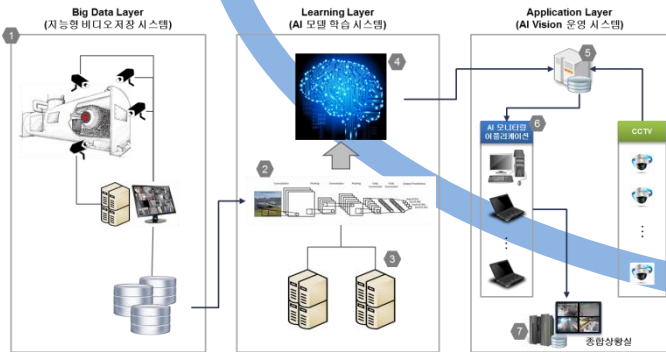 Big Data Layer
(지능형 비디오저장 시스템)
Learning Layer
(AI 모델 학습 시스템)
Application Layer
(AI Vision 운영 시스템)
1
4
5
6
AI 모니터링
어플리케이션
CCTV
2
3
7
종합상황실